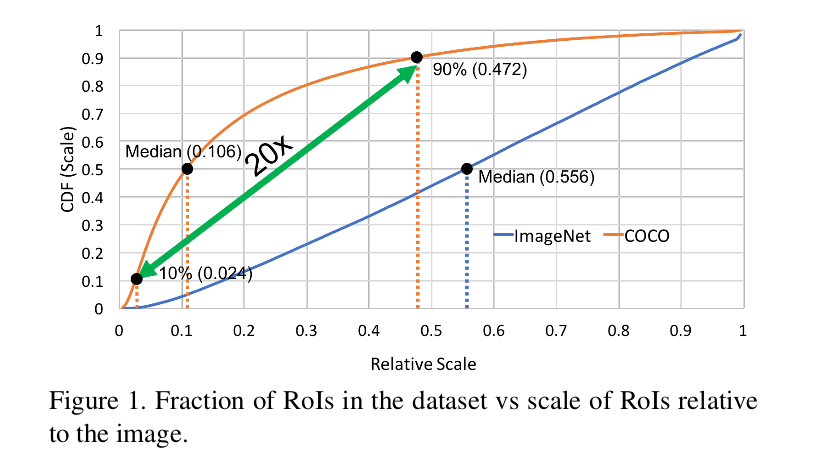 1
0.9
90% (0.472)
0.8
0.7
0.6
Median (0.106)
20x
0.5
Median (0.556)
CDF (Scale)
0.4
0.3
ImageNet
COCO
0.2
10% (0.024)
0.1
0
0 0.1 0.2 0.3 0.4 0.5 0.6 0.7 0.8 0.9 1
Relative Scale
Figure 1. Fraction of RoIs in the dataset vs scale of RoIs relative
to the image.